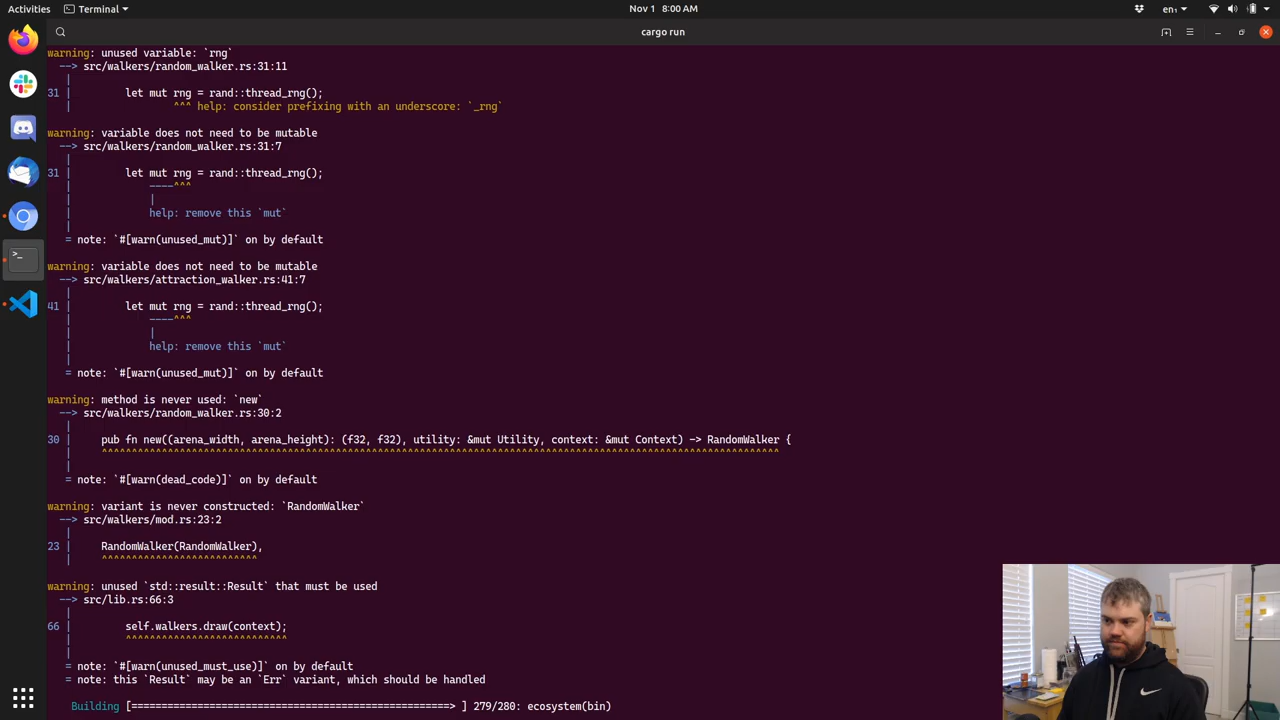 Activities
Terminal
Nov 1 8:00 AM
en₁
cargo run
warning: unused variable: `rng`
--> src/walkers/random_walker.rs:31:11
|
31 | let mut rng = rand::thread_rng();
| ^^^ help: consider prefixing with an underscore: `_rng`
warning: variable does not need to be mutable
--> src/walkers/random_walker.rs:31:7
|
31 | let mut rng = rand::thread_rng();
| ----^^^
| |
| help: remove this `mut`
|
= note: `#[warn(unused_mut)]` on by default
warning: variable does not need to be mutable
--> src/walkers/attraction_walker.rs:41:7
|
41 | let mut rng = rand::thread_rng();
| ----^^^
| |
| help: remove this `mut`
|
= note: `#[warn(unused_mut)]` on by default
warning: method is never used: `new`
--> src/walkers/random_walker.rs:30:2
|
30 | pub fn new((arena_width, arena_height): (f32, f32), utility: &mut Utility, context: &mut Context) -> RandomWalker {
| ^^^^^^^^^^^^^^^^^^^^^^^^^^^^^^^^^^^^^^^^^^^^^^^^^^^^^^^^^^^^^^^^^^^^^^^^^^^^^^^^^^^^^^^^^^^^^^^^^^^^^^^^^^^^^^^^^
|
= note: `#[warn(dead_code)]` on by default
warning: variant is never constructed: `RandomWalker`
--> src/walkers/mod.rs:23:2
|
23 | RandomWalker(RandomWalker),
| ^^^^^^^^^^^^^^^^^^^^^^^^^^
warning: unused `std::result::Result` that must be used
--> src/lib.rs:66:3
|
66 | self.walkers.draw(context);
| ^^^^^^^^^^^^^^^^^^^^^^^^^^^
|
= note: `#[warn(unused_must_use)]` on by default
= note: this `Result` may be an `Err` variant, which should be handled
Building [=====================================================> ] 279/280: ecosystem(bin)